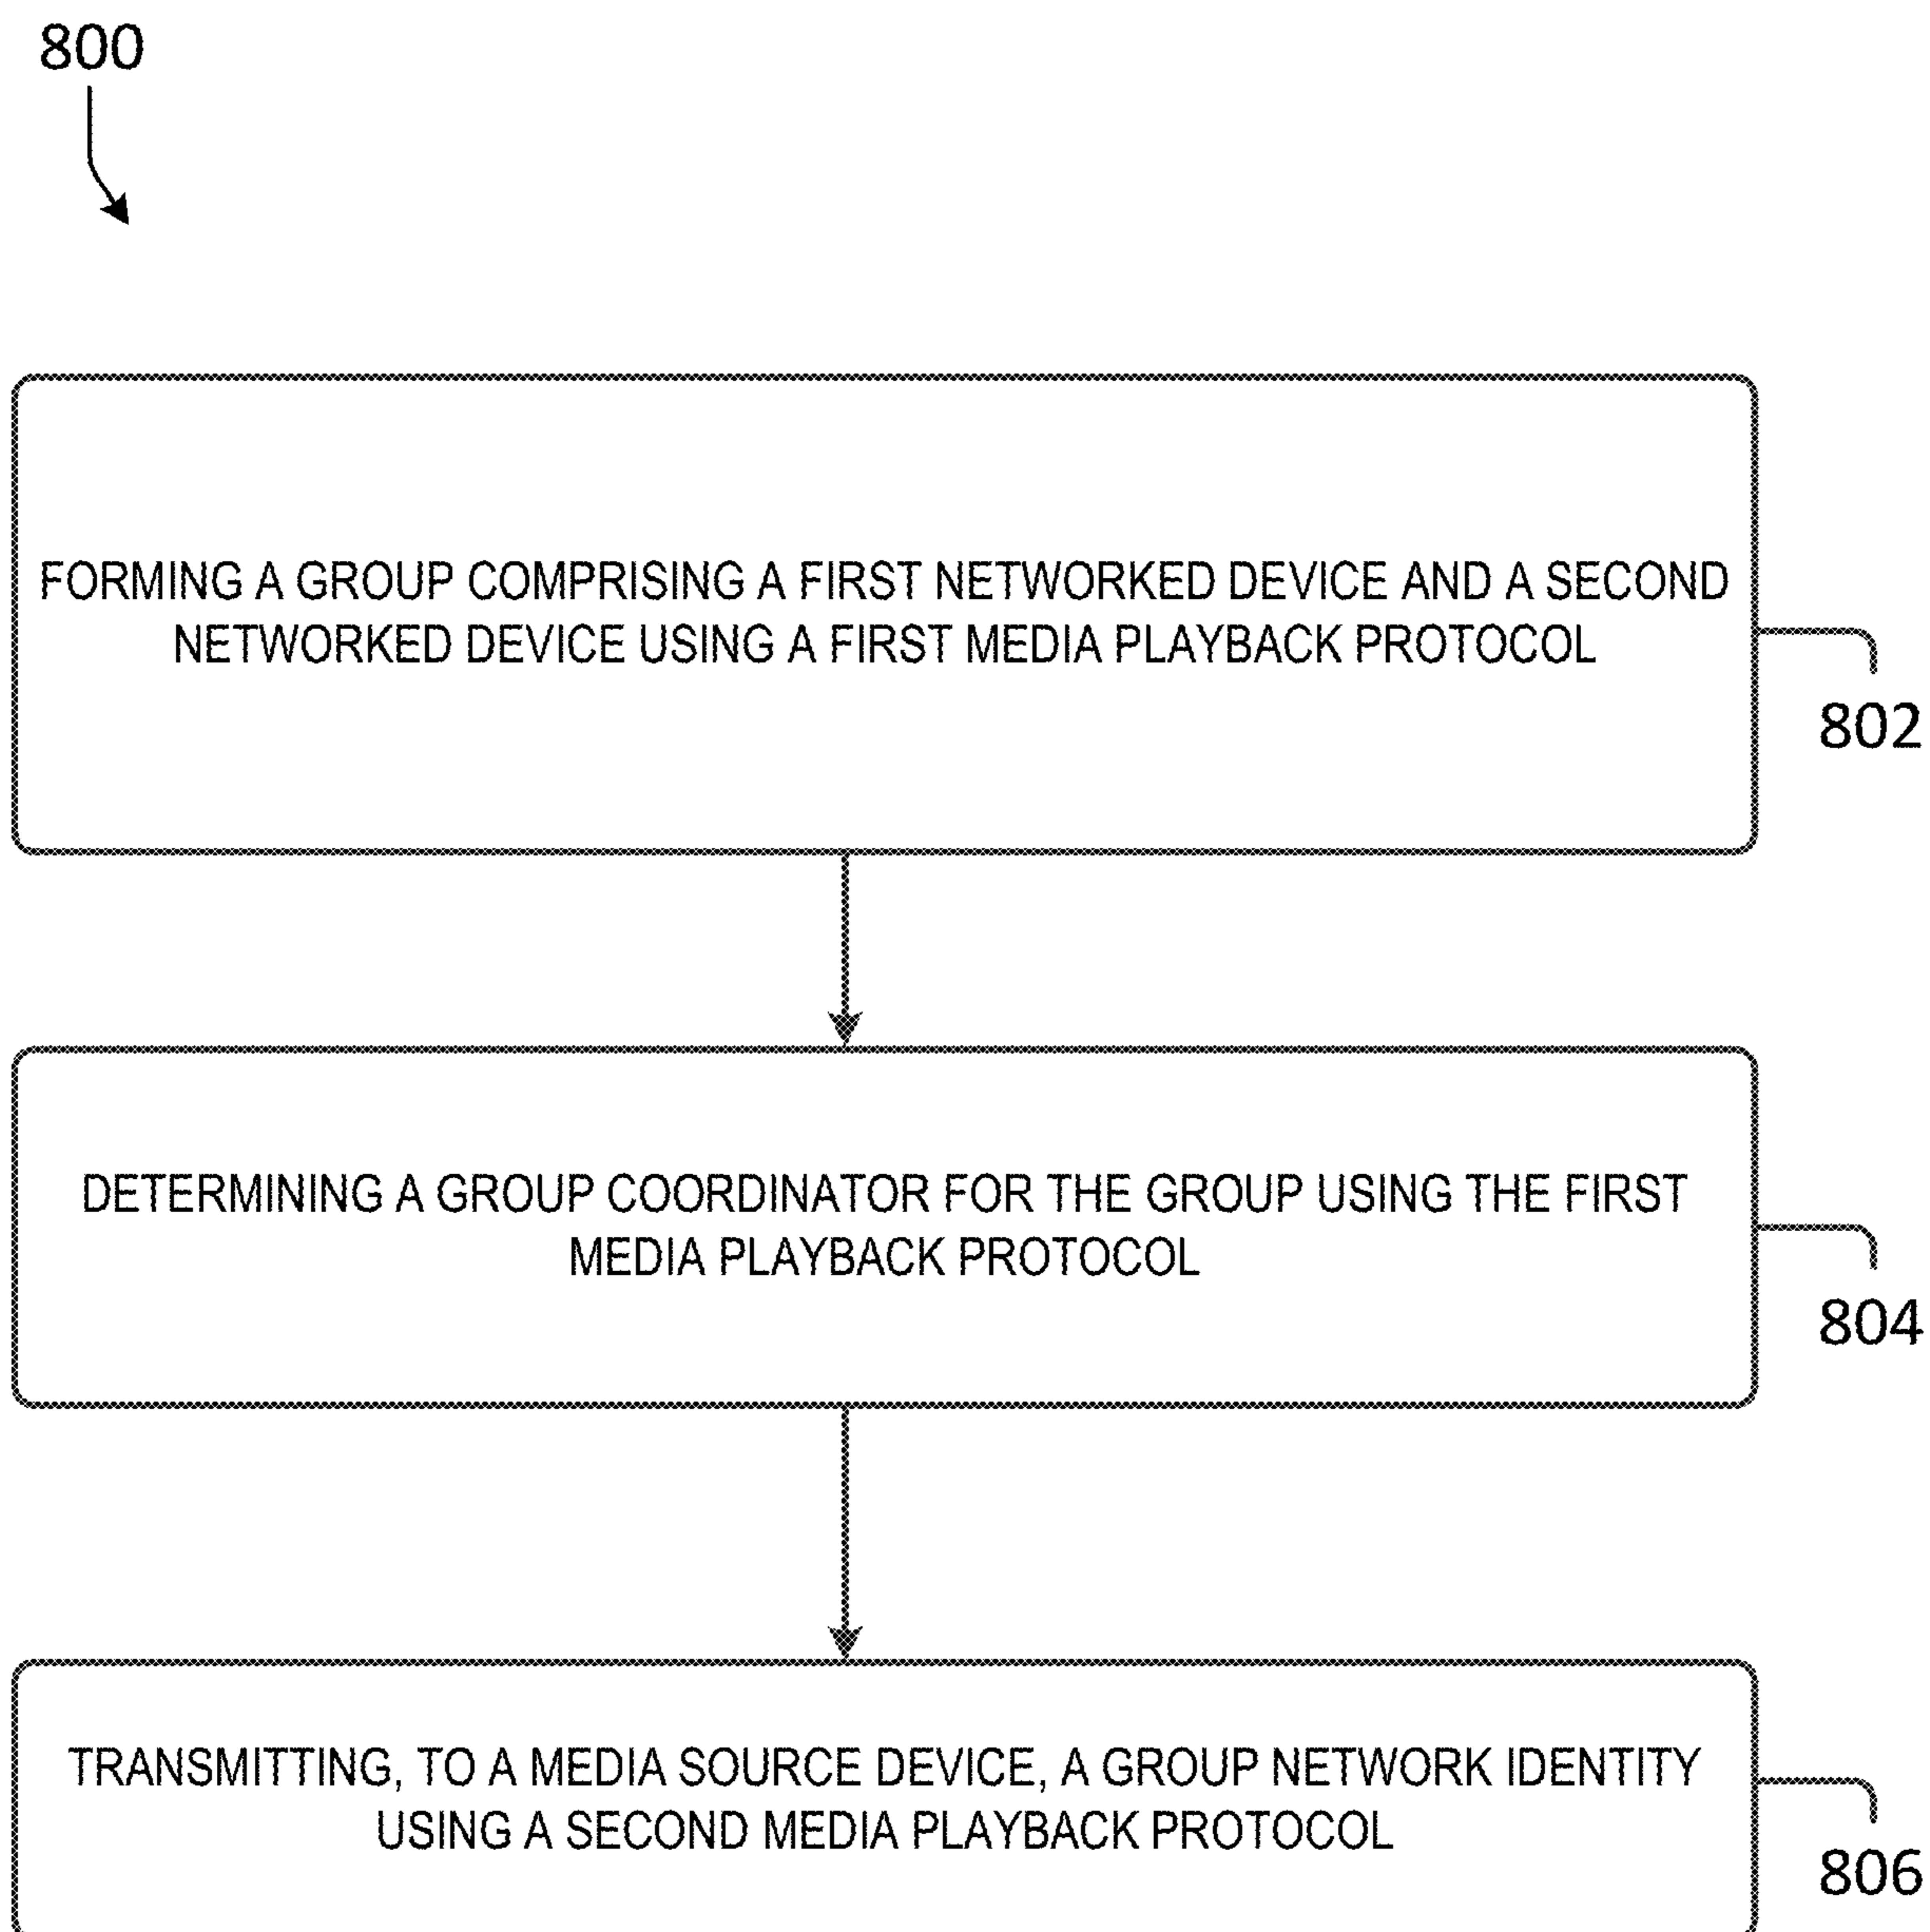 800
FORMING A GROUP COMPRISING A FIRST NETWORKED DEVICE AND A SECOND
NETWORKED DEVICE USING A FIRST MEDIA PLAYBACK PROTOCOL
802
DETERMINING A GROUP COORDINATOR FOR THE GROUP USING THE FIRST
MEDIA PLAYBACK PROTOCOL
804
TRANSMITTING, TO A MEDIA SOURCE DEVICE, A GROUP NETWORK IDENTITY
USING A SECOND MEDIA PLAYBACK PROTOCOL
806